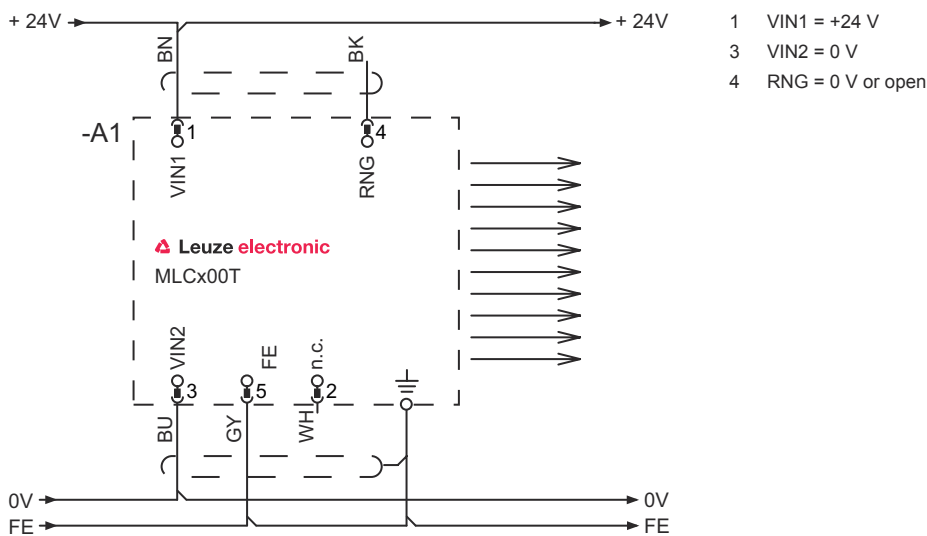 + 24V
+ 24V
BN
BK
1 VIN1 = +24 V
3 VIN2 = 0 V
4 RNG = 0 V or open
-A1
1
4
VIN1
RNG
Leuze electronic
MLCx00T
VIN2
FE
n.c.
3
5
2
BU
GY
WH
0V
0V
FE
FE